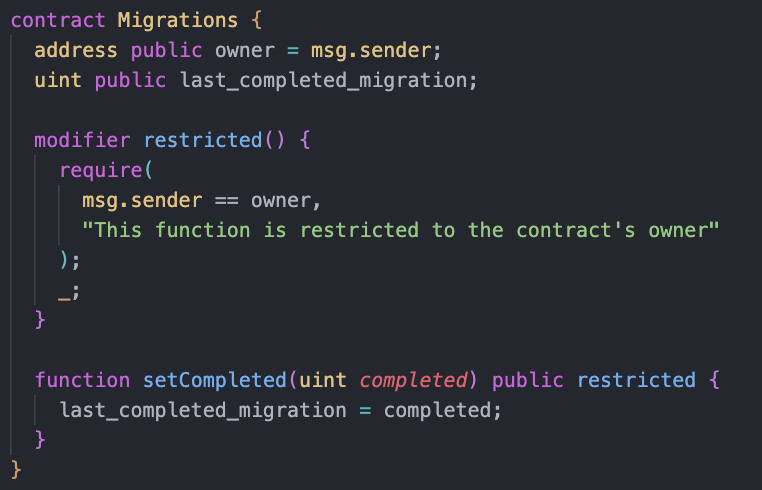 contract Migrations {
  address public owner = msg.sender;
  uint public last_completed_migration;

  modifier restricted() {
    require(
      msg.sender == owner,
      "This function is restricted to the contract's owner"
    );
    _;
  }

  function setCompleted(uint completed) public restricted {
    last_completed_migration = completed;
  }
}